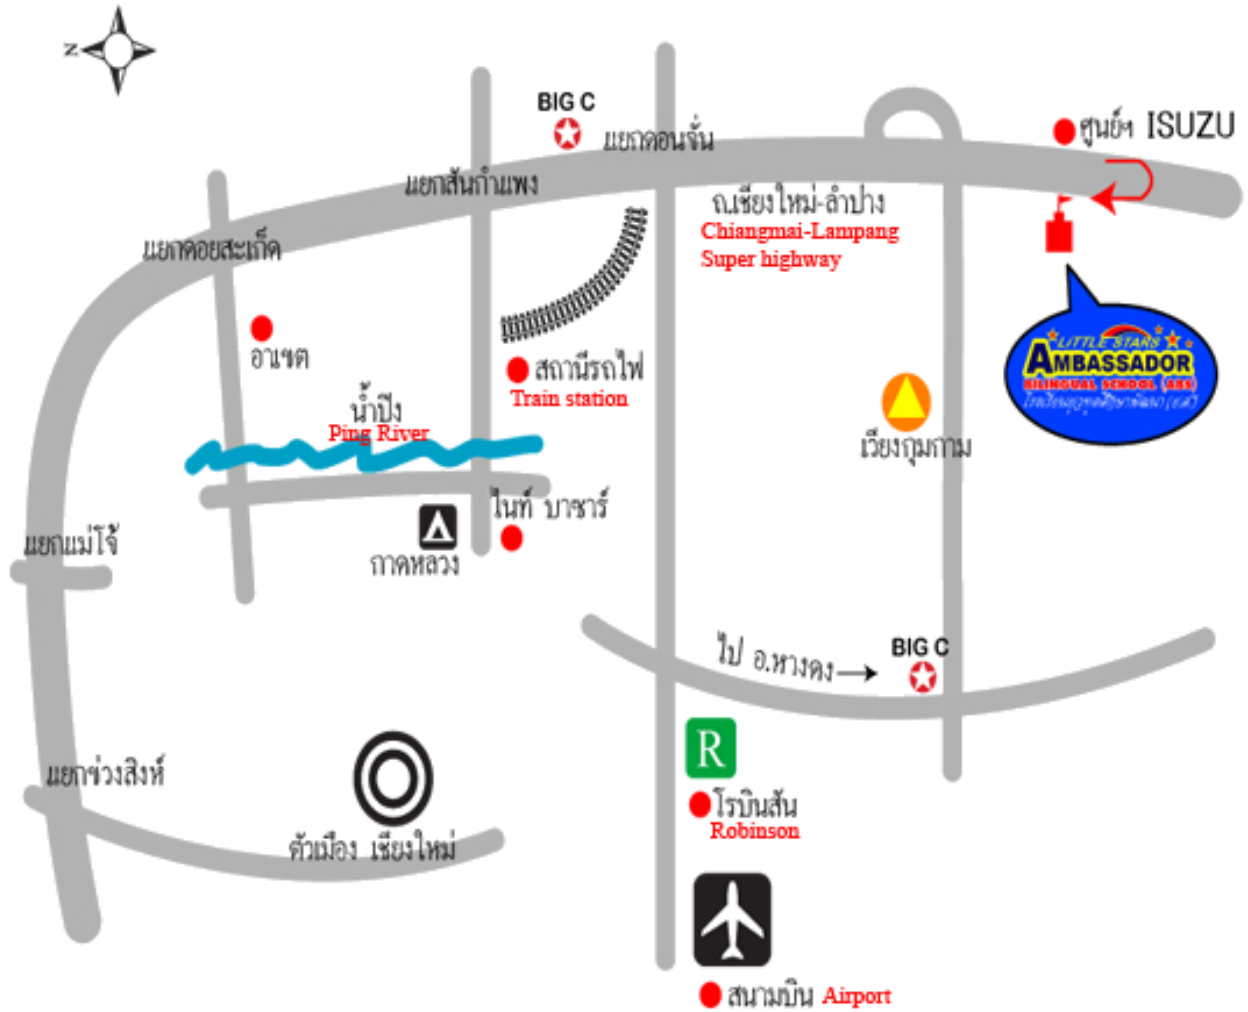 Z
BIG C
แยกดอนจั่น
ศูนย์ฯ ISUZU
แยกสันกำแพง
ถ.เชียงใหม่-ลำปาง
Chiangmai-Lampang
Super highway
แยกดอยสะเก็ด
อาเขต
สถานีรถไฟ
Train station
LITTLE STARS
AMBASSADOR
BILINGUAL SCHOOL (ABS)
น้ำปิง
Ping River
เวียงกุมกาม
ไนท์ บาซาร์
กาดหลวง
แยกแม่โจ้
ไป อ.หางดง
BIG C
R
โรบินสัน
Robinson
แยกข่วงสิงห์
ตัวเมือง เชียงใหม่
สนามบิน Airport